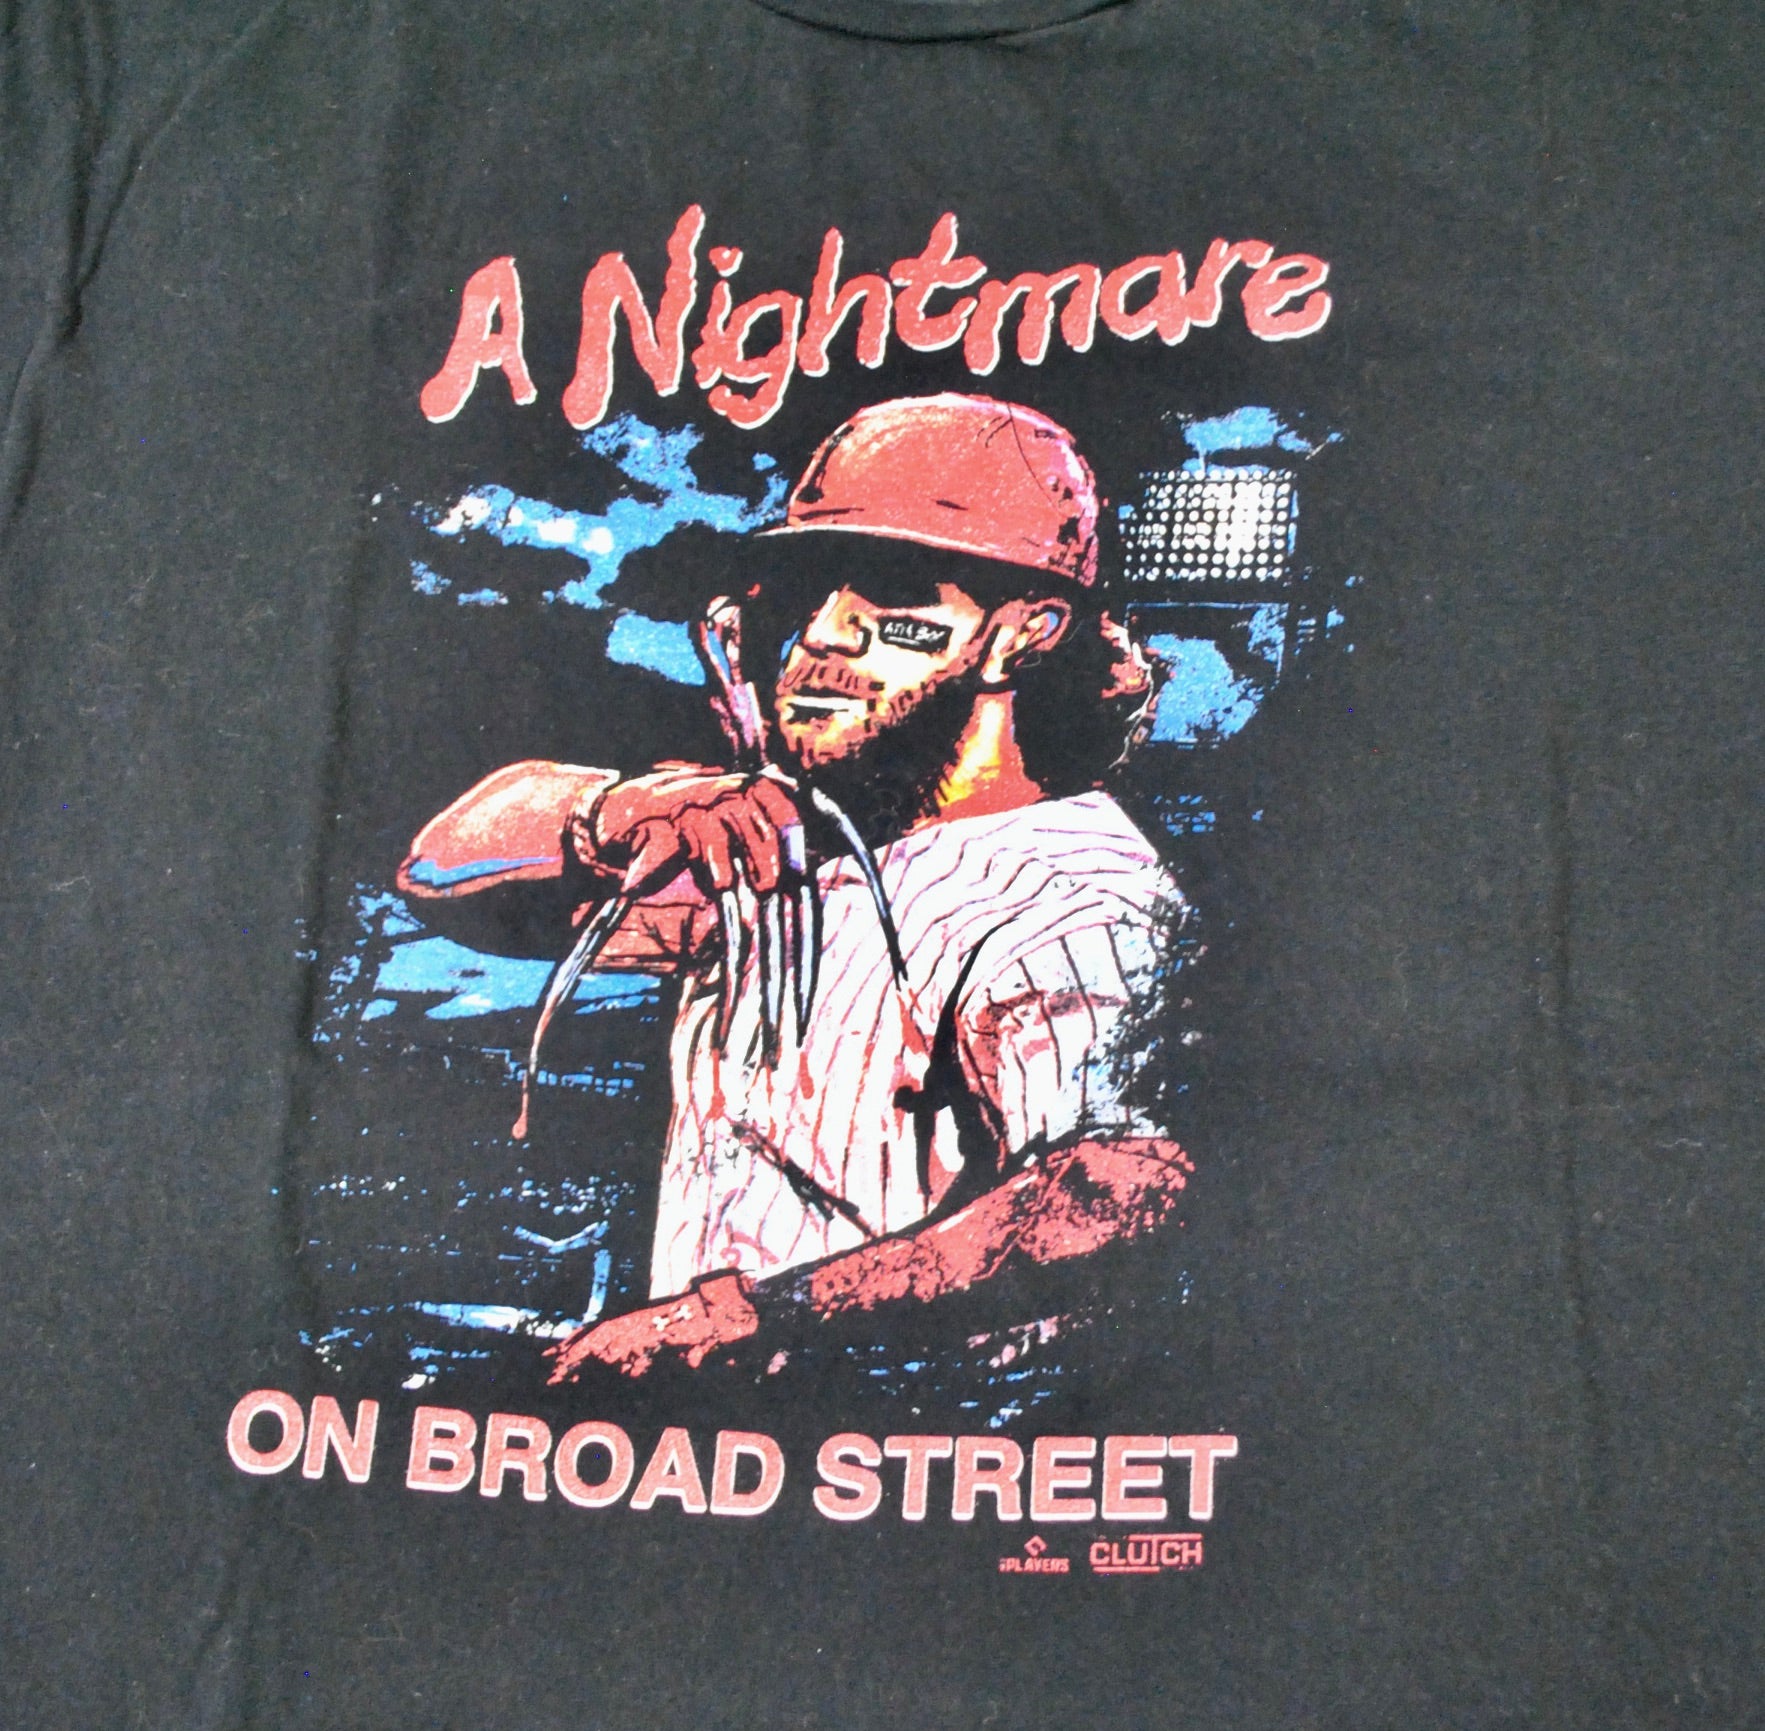 A Nightmare
ON BROAD STREET
PLAYERS
CLUTCH